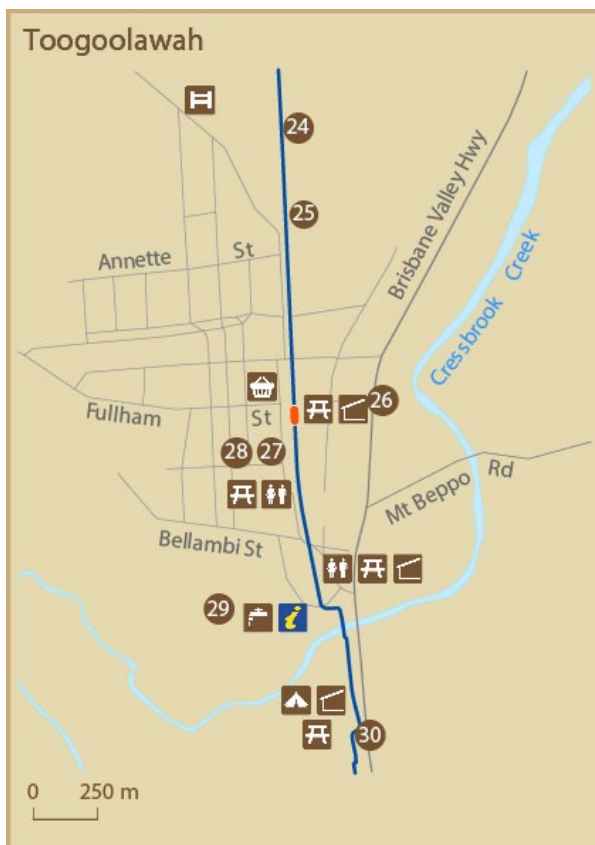 Toogoolawah
24
25
Annette St
Brisbane Valley Hwy
Cressbrook Creek
26
Fullham St
28 27
Mt Beppo Rd
Bellambi St
29 i
30
0 250 m